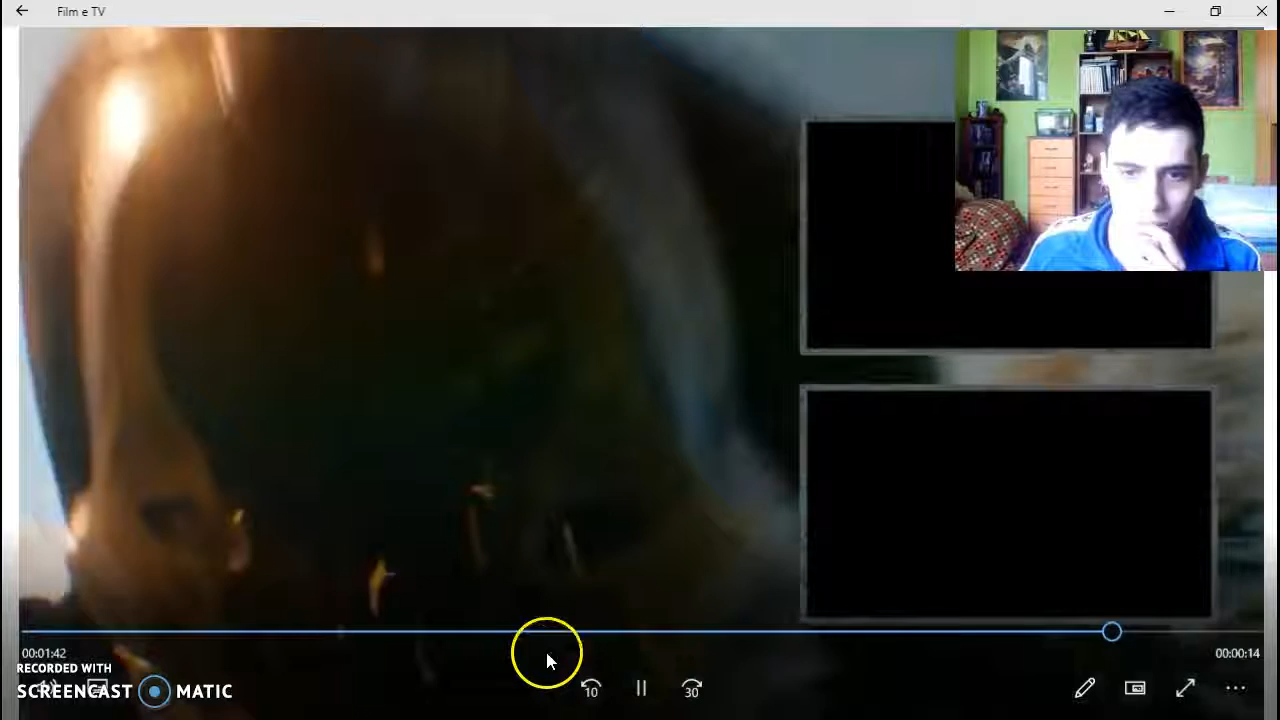 Film e TV
00:01:42
00:00:14
RECORDED WITH
SCREENCAST MATIC
10
30